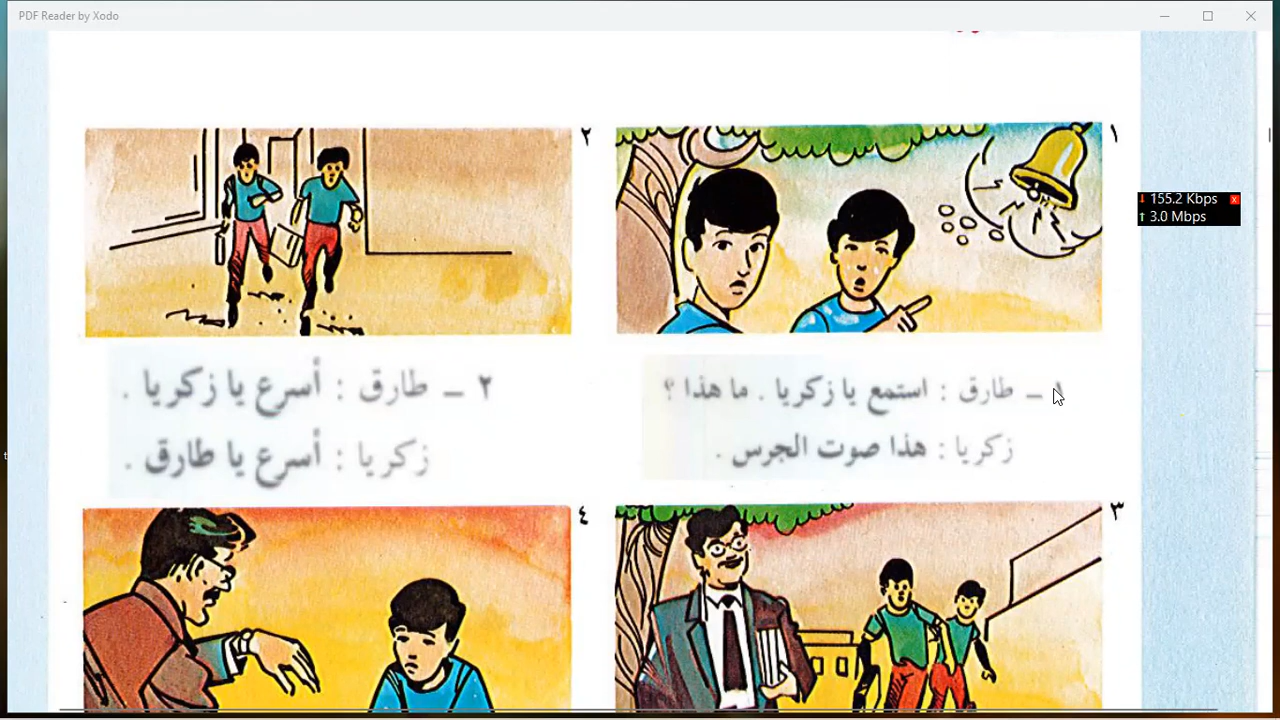 PDF Reader by Xodo
155.2 Kbps
3.0 Mbps
١
٢
١ ـ طارق : استمع يا زكريا . ما هذا ؟
زكريا : هذا صوت الجرس .
٢ ـ طارق : أسرع يا زكريا .
زكريا : أسرع يا طارق .
٣
٤